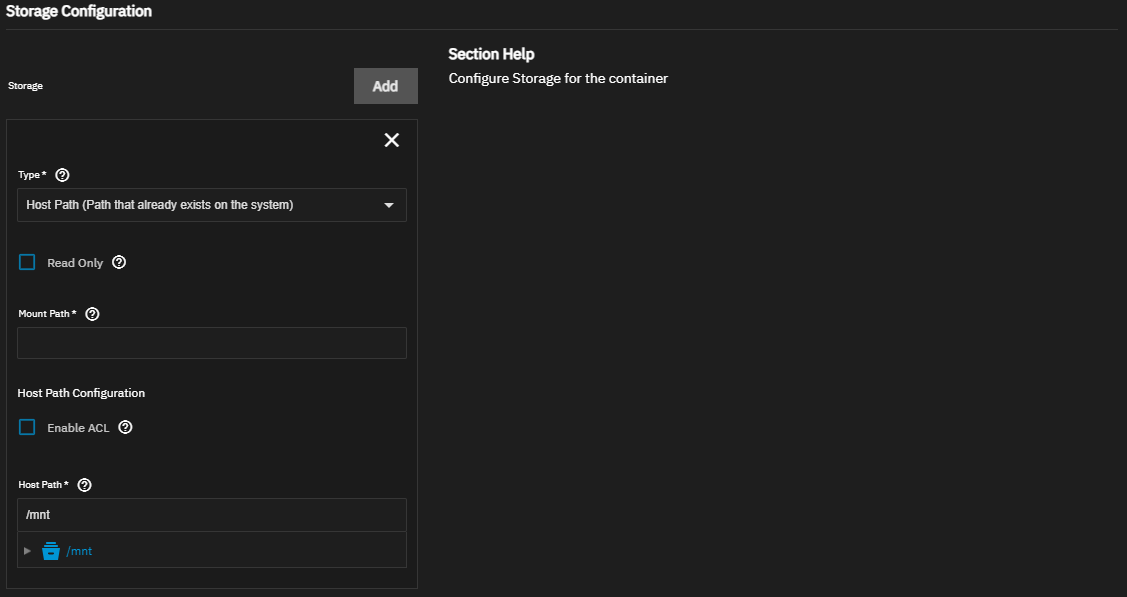 Storage Configuration
Section Help
Configure Storage for the container
Storage
Add
Type *
Host Path (Path that already exists on the system)
Read Only
Mount Path *
Host Path Configuration
Enable ACL
Host Path *
/mnt
/mnt